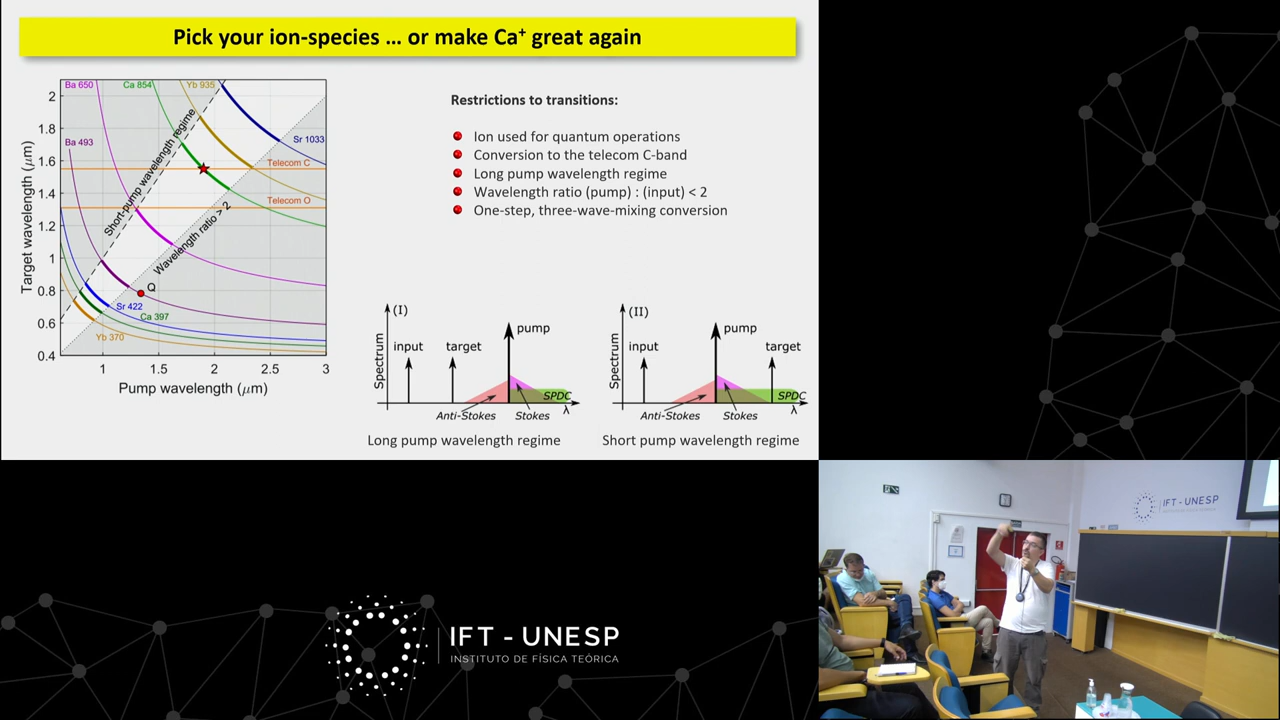 Pick your ion-species ... or make Ca⁺ great again
Ba 650
Ca 854
Yb 935
Ba 493
Sr 1033
Telecom C
Telecom O
Short-pump wavelength regime
Wavelength ratio > 2
Q
Sr 422
Ca 397
Yb 370
2
1.8
1.6
1.4
1.2
1
0.8
0.6
0.4
1
1.5
2
2.5
3
Target wavelength (μm)
Pump wavelength (μm)
Restrictions to transitions:
Ion used for quantum operations
Conversion to the telecom C-band
Long pump wavelength regime
Wavelength ratio (pump) : (input) < 2
One-step, three-wave-mixing conversion
(I)
Spectrum
input
target
pump
SPDC
λ
Anti-Stokes
Stokes
Long pump wavelength regime
(II)
Spectrum
input
pump
target
SPDC
λ
Anti-Stokes
Stokes
Short pump wavelength regime
IFT - UNESP
INSTITUTO DE FÍSICA TEÓRICA
IFT - UNESP